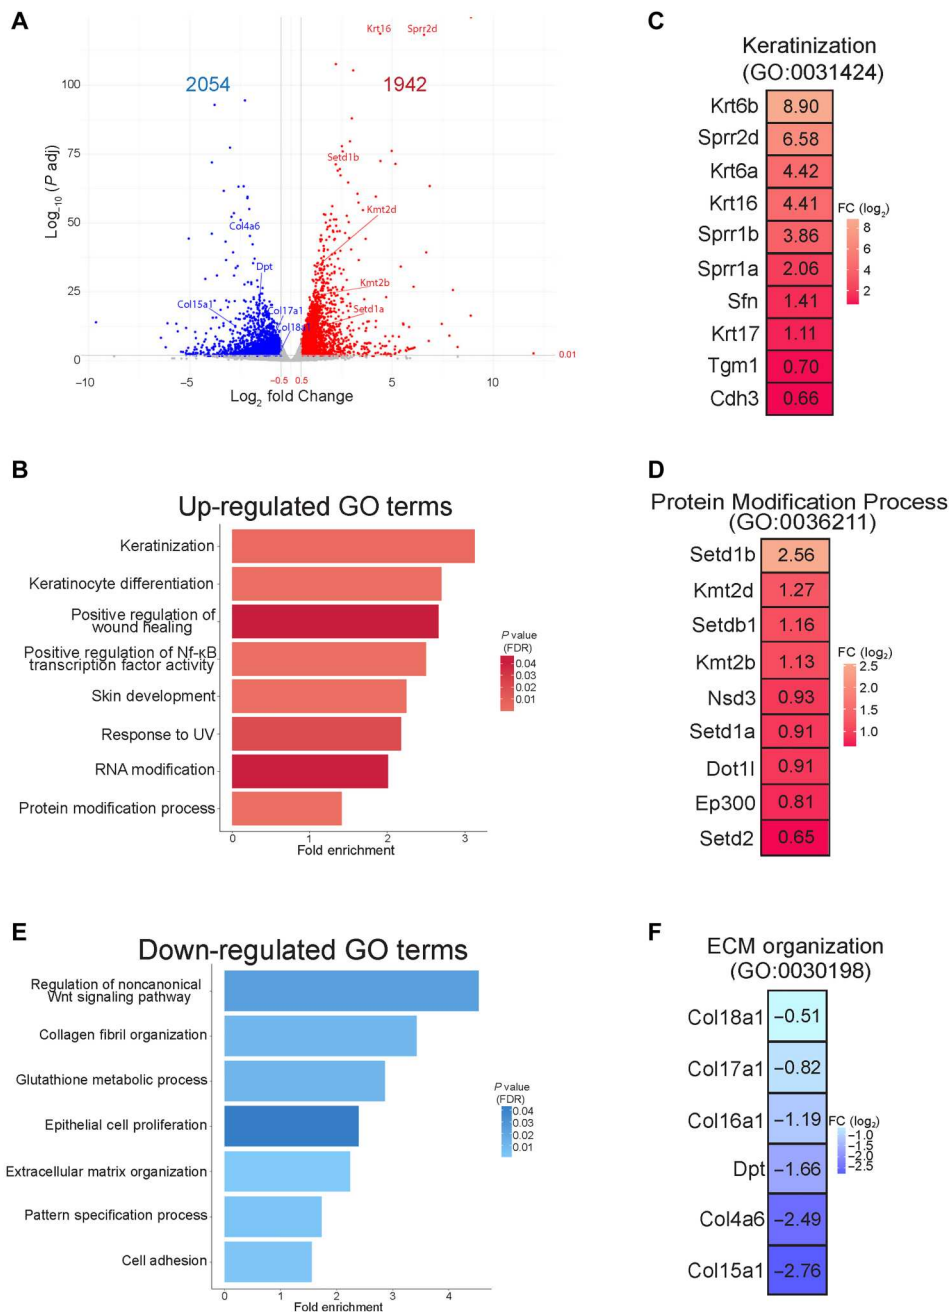 A
Krt16
Sprr2d
2054
1942
100
75
50
25
0
Log₋₁₀ (P adj)
Setd1b
Kmt2d
Col4a6
Dpt
Kmt2b
Col15a1
Col17a1
Setd1a
Col18a1
0.01
−10
−5
−0.5
0.5
5
10
Log₂ fold Change
C
Keratinization
(GO:0031424)
Krt6b 8.90
Sprr2d 6.58
Krt6a 4.42
Krt16 4.41
Sprr1b 3.86
Sprr1a 2.06
Sfn 1.41
Krt17 1.11
Tgm1 0.70
Cdh3 0.66
FC (log₂)
8
6
4
2
B
Up-regulated GO terms
Keratinization
Keratinocyte differentiation
Positive regulation of
wound healing
Positive regulation of Nf-κB
transcription factor activity
Skin development
Response to UV
RNA modification
Protein modification process
0
1
2
3
Fold enrichment
P value
(FDR)
0.04
0.03
0.02
0.01
D
Protein Modification Process
(GO:0036211)
Setd1b 2.56
Kmt2d 1.27
Setdb1 1.16
Kmt2b 1.13
Nsd3 0.93
Setd1a 0.91
Dot1l 0.91
Ep300 0.81
Setd2 0.65
FC (log₂)
2.5
2.0
1.5
1.0
E
Down-regulated GO terms
Regulation of noncanonical
Wnt signaling pathway
Collagen fibril organization
Glutathione metabolic process
Epithelial cell proliferation
Extracellular matrix organization
Pattern specification process
Cell adhesion
0
1
2
3
4
Fold enrichment
P value
(FDR)
0.04
0.03
0.02
0.01
F
ECM organization
(GO:0030198)
Col18a1 −0.51
Col17a1 −0.82
Col16a1 −1.19
Dpt −1.66
Col4a6 −2.49
Col15a1 −2.76
FC (log₂)
−1.0
−1.5
−2.0
−2.5